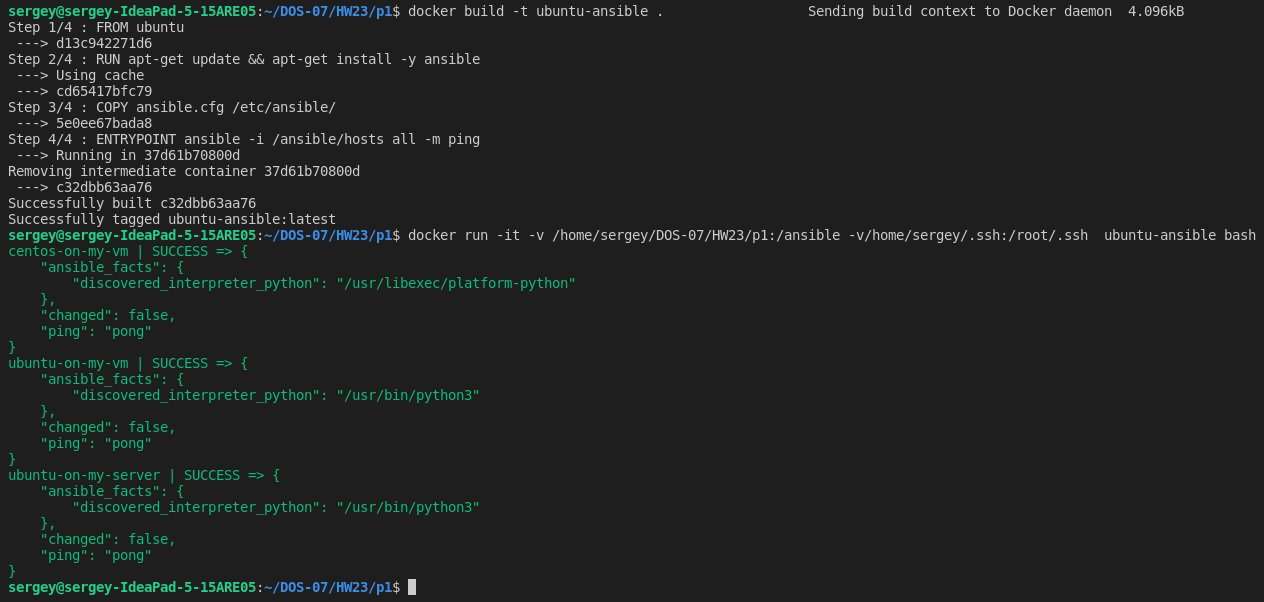 sergey@sergey-IdeaPad-5-15ARE05:~/DOS-07/HW23/p1$ docker build -t ubuntu-ansible .                  Sending build context to Docker daemon  4.096kB
Step 1/4 : FROM ubuntu
 ---> d13c942271d6
Step 2/4 : RUN apt-get update && apt-get install -y ansible
 ---> Using cache
 ---> cd65417bfc79
Step 3/4 : COPY ansible.cfg /etc/ansible/
 ---> 5e0ee67bada8
Step 4/4 : ENTRYPOINT ansible -i /ansible/hosts all -m ping
 ---> Running in 37d61b70800d
Removing intermediate container 37d61b70800d
 ---> c32dbb63aa76
Successfully built c32dbb63aa76
Successfully tagged ubuntu-ansible:latest
sergey@sergey-IdeaPad-5-15ARE05:~/DOS-07/HW23/p1$ docker run -it -v /home/sergey/DOS-07/HW23/p1:/ansible -v/home/sergey/.ssh:/root/.ssh  ubuntu-ansible bash
centos-on-my-vm | SUCCESS => {
    "ansible_facts": {
        "discovered_interpreter_python": "/usr/libexec/platform-python"
    },
    "changed": false,
    "ping": "pong"
}
ubuntu-on-my-vm | SUCCESS => {
    "ansible_facts": {
        "discovered_interpreter_python": "/usr/bin/python3"
    },
    "changed": false,
    "ping": "pong"
}
ubuntu-on-my-server | SUCCESS => {
    "ansible_facts": {
        "discovered_interpreter_python": "/usr/bin/python3"
    },
    "changed": false,
    "ping": "pong"
}
sergey@sergey-IdeaPad-5-15ARE05:~/DOS-07/HW23/p1$